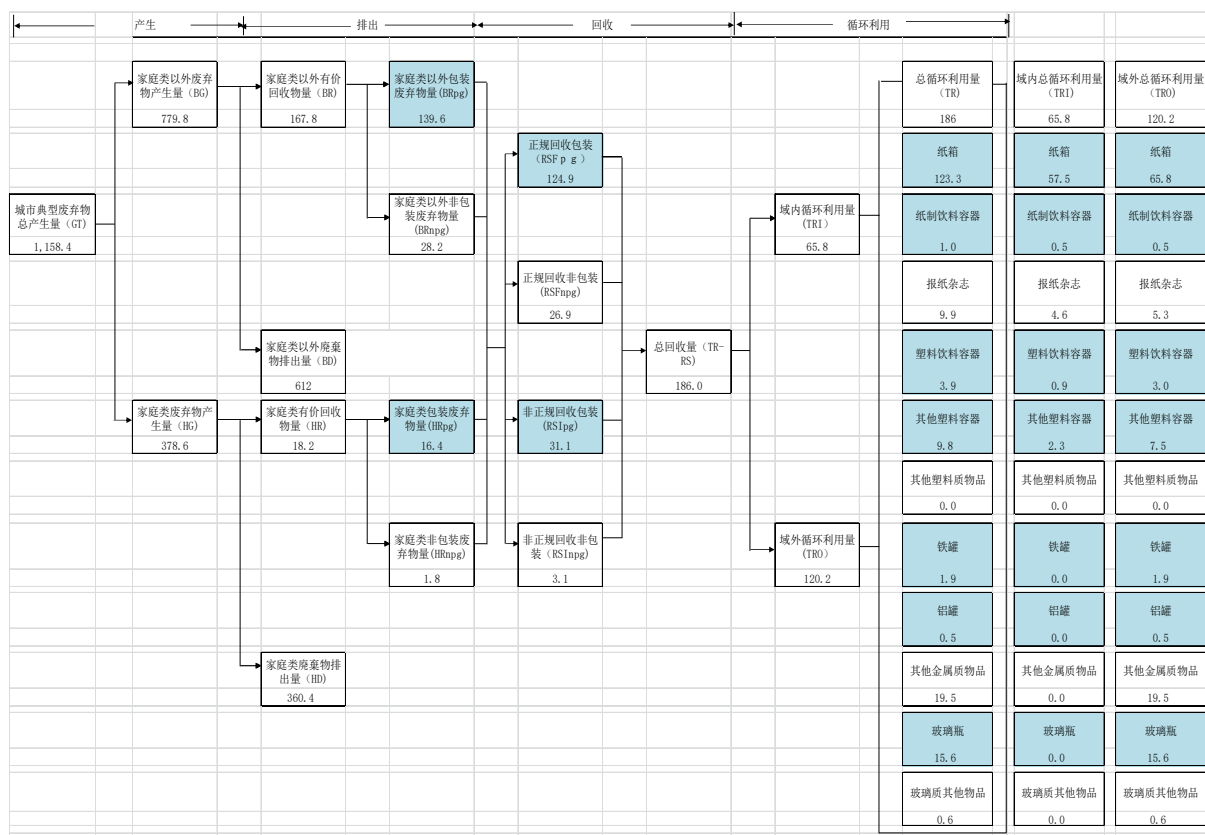 产生
排出
回收
循环利用
家庭类以外废弃
物产生量(BG)
779.8
家庭类以外有价
回收物量(BR)
167.8
家庭类以外包装
废弃物量(BRpg)
139.6
总循环利用量
(TR)
186
域内总循环利用量
(TRI)
65.8
域外总循环利用量
(TRO)
120.2
正规回收包装
(RSFpg)
124.9
纸箱
123.3
纸箱
57.5
纸箱
65.8
城市典型废弃物
总产生量(GT)
1,158.4
家庭类以外非包
装废弃物量
(BRnpg)
28.2
域内循环利用量
(TRI)
65.8
纸制饮料容器
1.0
纸制饮料容器
0.5
纸制饮料容器
0.5
正规回收非包装
(RSFnpg)
26.9
报纸杂志
9.9
报纸杂志
4.6
报纸杂志
5.3
家庭类以外废棄
物排出量(BD)
612
总回收量(TR-
RS)
186.0
塑料饮料容器
3.9
塑料饮料容器
0.9
塑料饮料容器
3.0
家庭类废弃物产
生量(HG)
378.6
家庭类有价回收
物量(HR)
18.2
家庭类包装废弃
物量(HRpg)
16.4
非正规回收包装
(RSIpg)
31.1
其他塑料容器
9.8
其他塑料容器
2.3
其他塑料容器
7.5
其他塑料质物品
0.0
其他塑料质物品
0.0
其他塑料质物品
0.0
家庭类非包装废
弃物量(HRnpg)
1.8
非正规回收非包
装(RSInpg)
3.1
域外循环利用量
(TRO)
120.2
铁罐
1.9
铁罐
0.0
铁罐
1.9
铝罐
0.5
铝罐
0.0
铝罐
0.5
家庭类废棄物排
出量(HD)
360.4
其他金属质物品
19.5
其他金属质物品
0.0
其他金属质物品
19.5
玻璃瓶
15.6
玻璃瓶
0.0
玻璃瓶
15.6
玻璃质其他物品
0.6
玻璃质其他物品
0.0
玻璃质其他物品
0.6